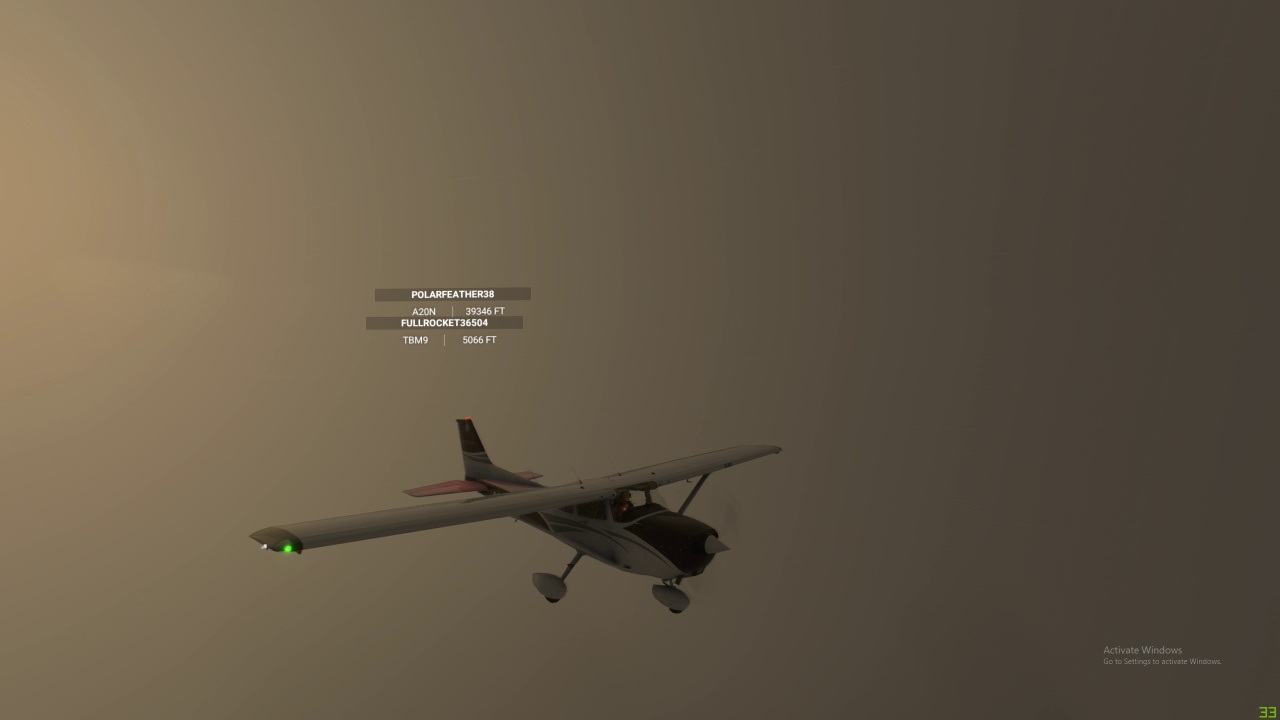 POLARFEATHER38
A20N | 39346 FT
FULLROCKET36504
TBM9 | 5066 FT
Activate Windows
Go to Settings to activate Windows.
33